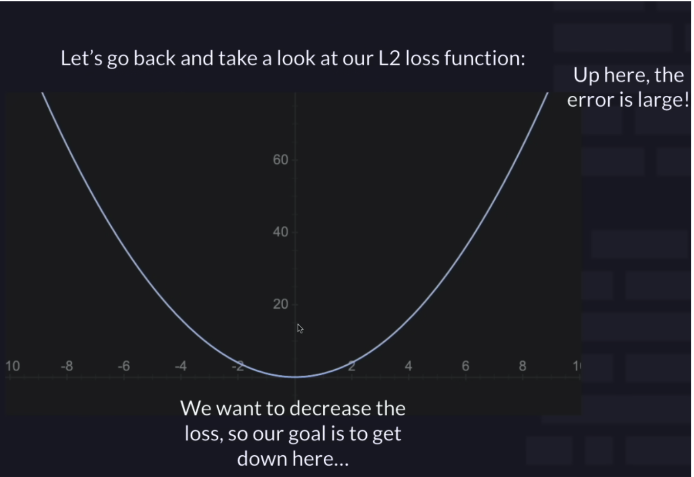 Let's go back and take a look at our L2 loss function:
Up here, the
error is large!
60
40
20
10 -8 -6 -4 -2 2 4 6 8 10
We want to decrease the
loss, so our goal is to get
down here...